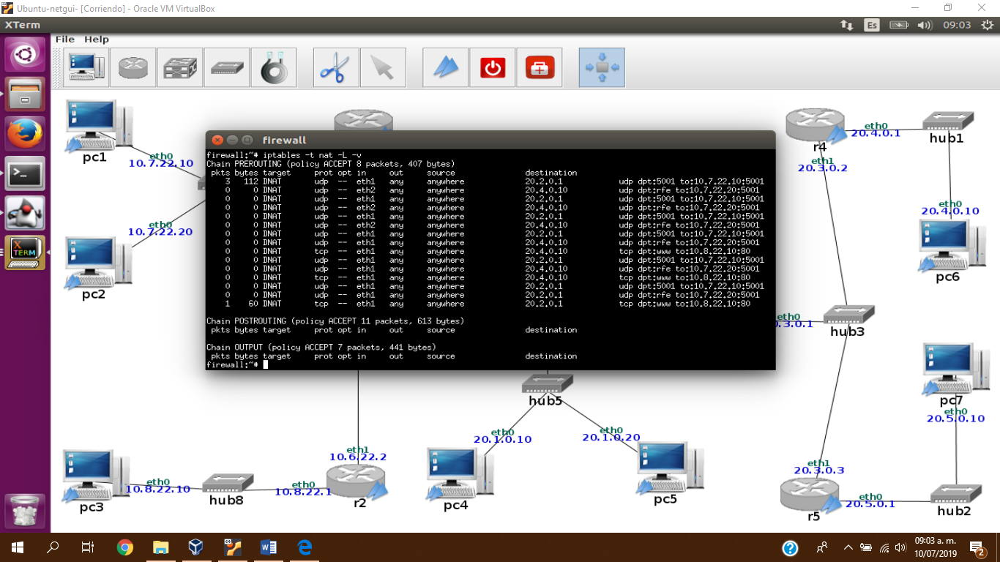 Ubuntu-netgui- [Corriendo] - Oracle VM VirtualBox
XTerm
Es
09:03
File Help
pc1
eth0
10.7.22.10
eth0
10.7.22.20
pc2
r4
eth0
20.4.0.1
hub1
eth1
20.3.0.2
eth0
20.4.0.10
pc6
firewall
firewall:~# iptables -t nat -L -v
Chain PREROUTING (policy ACCEPT 8 packets, 407 bytes)
pkts bytes target prot opt in out source destination
3 112 DNAT udp -- eth1 any anywhere 20.2.0.1 udp dpt:5001 to:10.7.22.10:5001
0 0 DNAT udp -- eth2 any anywhere 20.4.0.10 udp dpt:rfe to:10.7.22.20:5001
0 0 DNAT udp -- eth1 any anywhere 20.2.0.1 udp dpt:5001 to:10.7.22.10:5001
0 0 DNAT udp -- eth2 any anywhere 20.4.0.10 udp dpt:rfe to:10.7.22.20:5001
0 0 DNAT udp -- eth1 any anywhere 20.2.0.1 udp dpt:5001 to:10.7.22.10:5001
0 0 DNAT udp -- eth2 any anywhere 20.4.0.10 udp dpt:rfe to:10.7.22.20:5001
0 0 DNAT udp -- eth1 any anywhere 20.2.0.1 udp dpt:5001 to:10.7.22.10:5001
0 0 DNAT udp -- eth1 any anywhere 20.4.0.10 udp dpt:rfe to:10.7.22.20:5001
0 0 DNAT tcp -- eth1 any anywhere 20.4.0.10 tcp dpt:www to:10.8.22.10:80
0 0 DNAT udp -- eth1 any anywhere 20.2.0.1 udp dpt:5001 to:10.7.22.10:5001
0 0 DNAT udp -- eth1 any anywhere 20.4.0.10 udp dpt:rfe to:10.7.22.20:5001
0 0 DNAT tcp -- eth1 any anywhere 20.4.0.10 tcp dpt:www to:10.8.22.10:80
0 0 DNAT udp -- eth1 any anywhere 20.2.0.1 udp dpt:5001 to:10.7.22.10:5001
0 0 DNAT udp -- eth1 any anywhere 20.2.0.1 udp dpt:rfe to:10.7.22.20:5001
1 60 DNAT tcp -- eth1 any anywhere 20.2.0.1 tcp dpt:www to:10.8.22.10:80
Chain POSTROUTING (policy ACCEPT 11 packets, 613 bytes)
pkts bytes target prot opt in out source destination
Chain OUTPUT (policy ACCEPT 7 packets, 441 bytes)
pkts bytes target prot opt in out source destination
firewall:~#
eth0
.3.0.1
hub3
pc7
eth0
20.5.0.10
hub5
eth0
20.1.0.10
eth0
20.1.0.20
pc4
pc5
eth1
10.6.22.2
pc3
eth0
10.8.22.10
hub8
eth0
10.8.22.1
r2
eth1
20.3.0.3
r5
eth0
20.5.0.1
hub2
X TERM
64
09:03 a. m.
10/07/2019
2